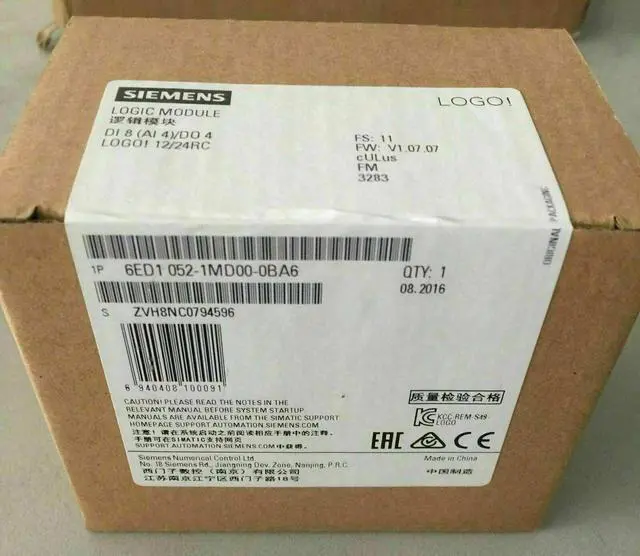 SIEMENS
LOGO!
LOGIC MODULE
逻辑模块
DI 8 (AI 4)/DO 4
LOGO! 12/24RC
FS: 11
FW: V1.07.07
cULus
FM
3283
ORIGINAL PACKAGING
1P 6ED1 052-1MD00-0BA6
QTY: 1
08.2016
S ZVH8NC0794596
6 940408 100091
CAUTION! PLEASE READ THE NOTES IN THE
RELEVANT MANUAL BEFORE SYSTEM STARTUP
MANUALS ARE AVAILABLE FROM THE SIMATIC SUPPORT
HOMEPAGE SUPPORT.AUTOMATION.SIEMENS.COM
注意! 请在系统启动之前阅读相应手册中的注释。
手册可在SIMATIC支持网页
SUPPORT.AUTOMATION.SIEMENS.COM中获得。
质量检验合格
KCC-REM-S49
LOGO
EAC CE
Siemens Numerical Control Ltd.
No. 18 Siemens Rd., Jiangning Dev. Zone, Nanjing, P.R.C.
西门子数控 (南京) 有限公司
江苏南京江宁区西门子路18号
Made in China
中国制造